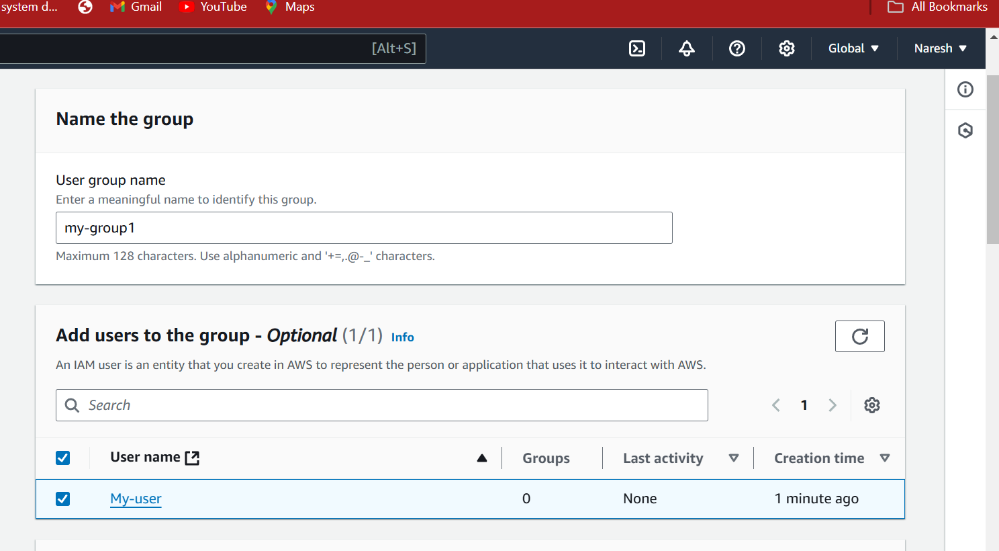 system d... Gmail YouTube Maps All Bookmarks
[Alt+S] Global Naresh
Name the group
User group name
Enter a meaningful name to identify this group.
my-group1
Maximum 128 characters. Use alphanumeric and '+=,.@-_' characters.
Add users to the group - Optional (1/1) Info
An IAM user is an entity that you create in AWS to represent the person or application that uses it to interact with AWS.
Search 1
User name Groups Last activity Creation time
My-user 0 None 1 minute ago